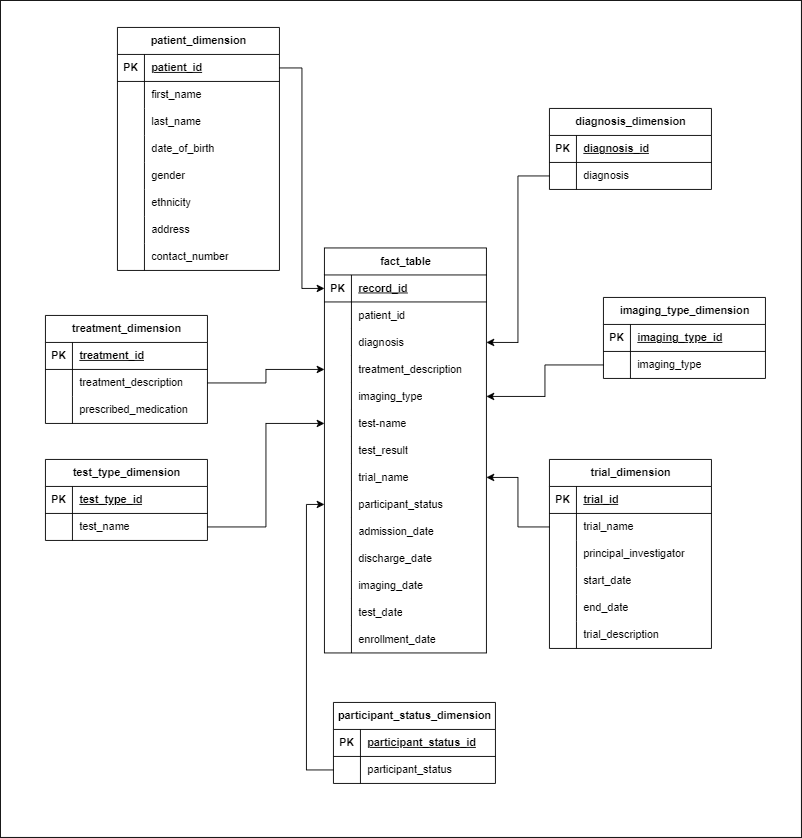 patient_dimension
PK patient_id
first_name
last_name
date_of_birth
gender
ethnicity
address
contact_number
diagnosis_dimension
PK diagnosis_id
diagnosis
fact_table
PK record_id
patient_id
diagnosis
treatment_description
imaging_type
test-name
test_result
trial_name
participant_status
admission_date
discharge_date
imaging_date
test_date
enrollment_date
imaging_type_dimension
PK imaging_type_id
imaging_type
treatment_dimension
PK treatment_id
treatment_description
prescribed_medication
test_type_dimension
PK test_type_id
test_name
trial_dimension
PK trial_id
trial_name
principal_investigator
start_date
end_date
trial_description
participant_status_dimension
PK participant_status_id
participant_status